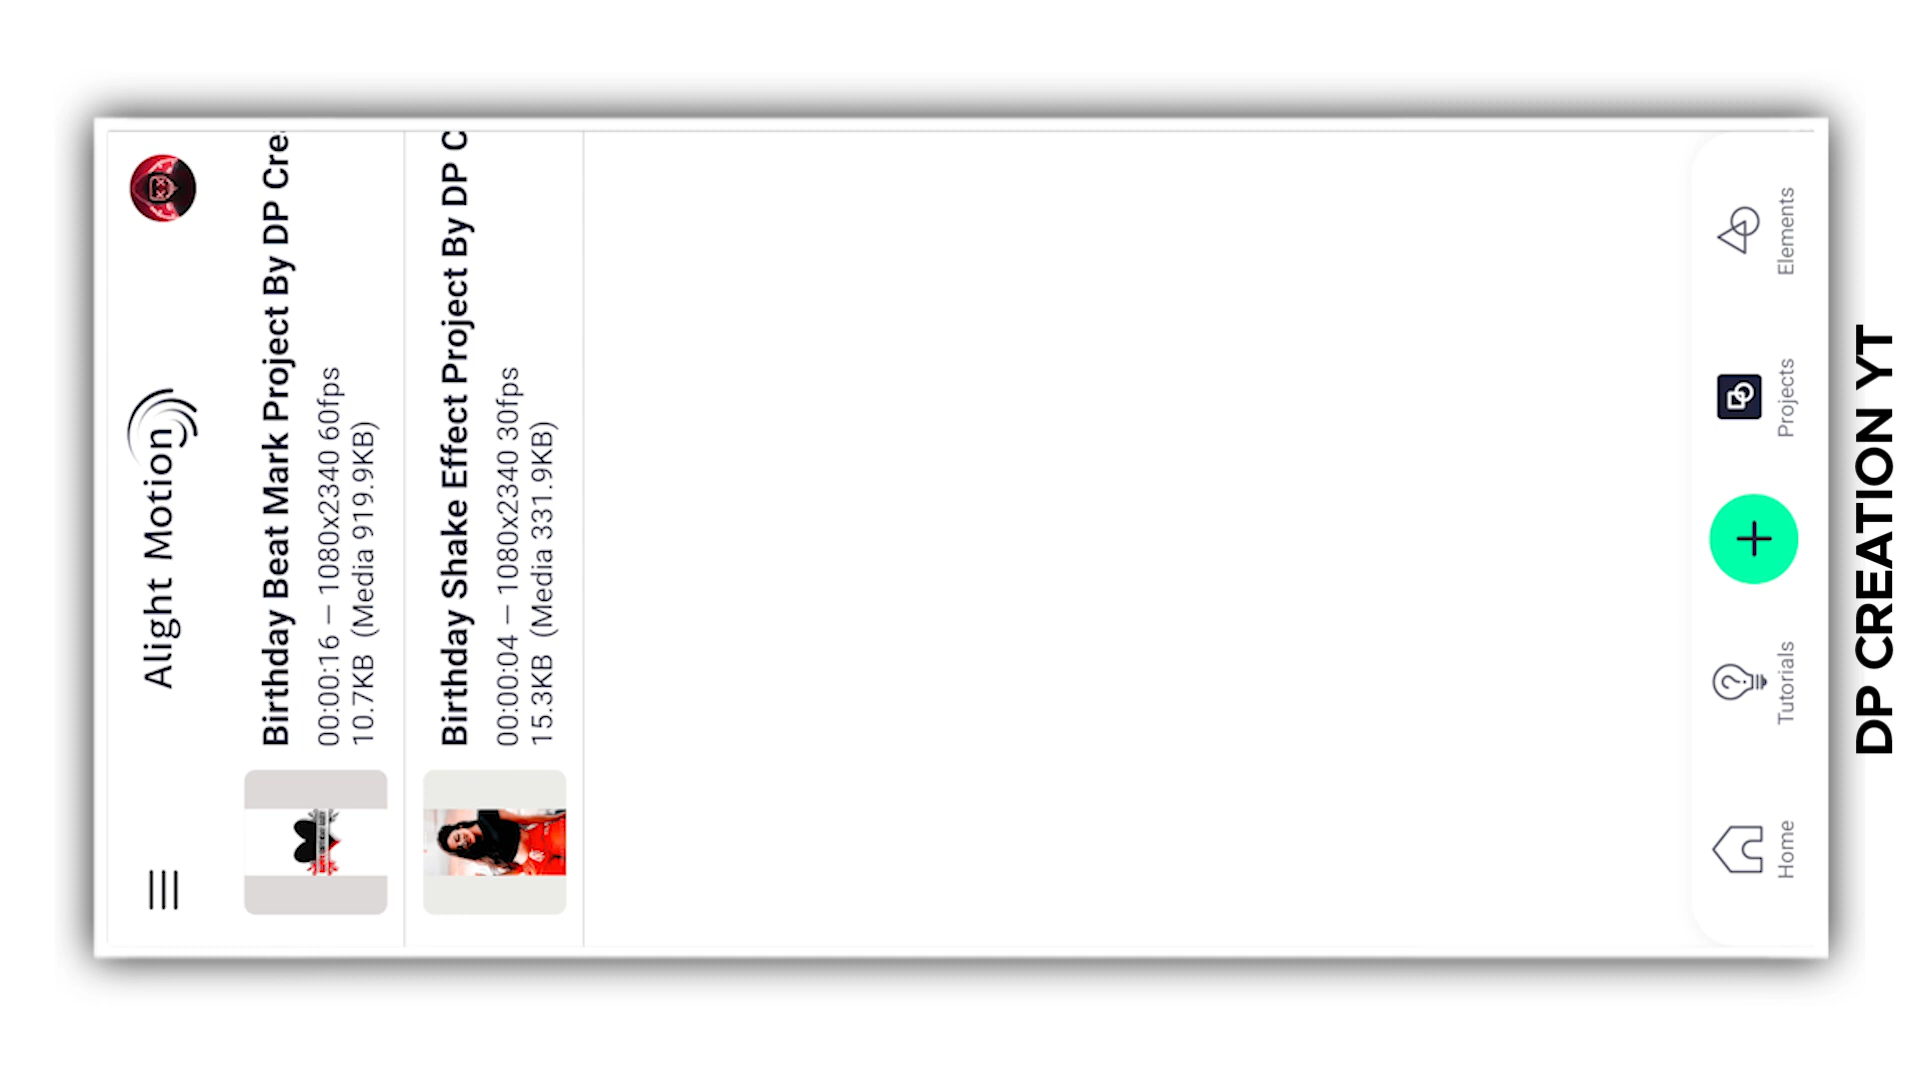 Alight Motion
Birthday Beat Mark Project By DP Cre
00:00:16 – 1080x2340 60fps
10.7KB (Media 919.9KB)
Birthday Shake Effect Project By DP C
00:00:04 – 1080x2340 30fps
15.3KB (Media 331.9KB)
Home
Tutorials
Projects
Elements
DP CREATION YT